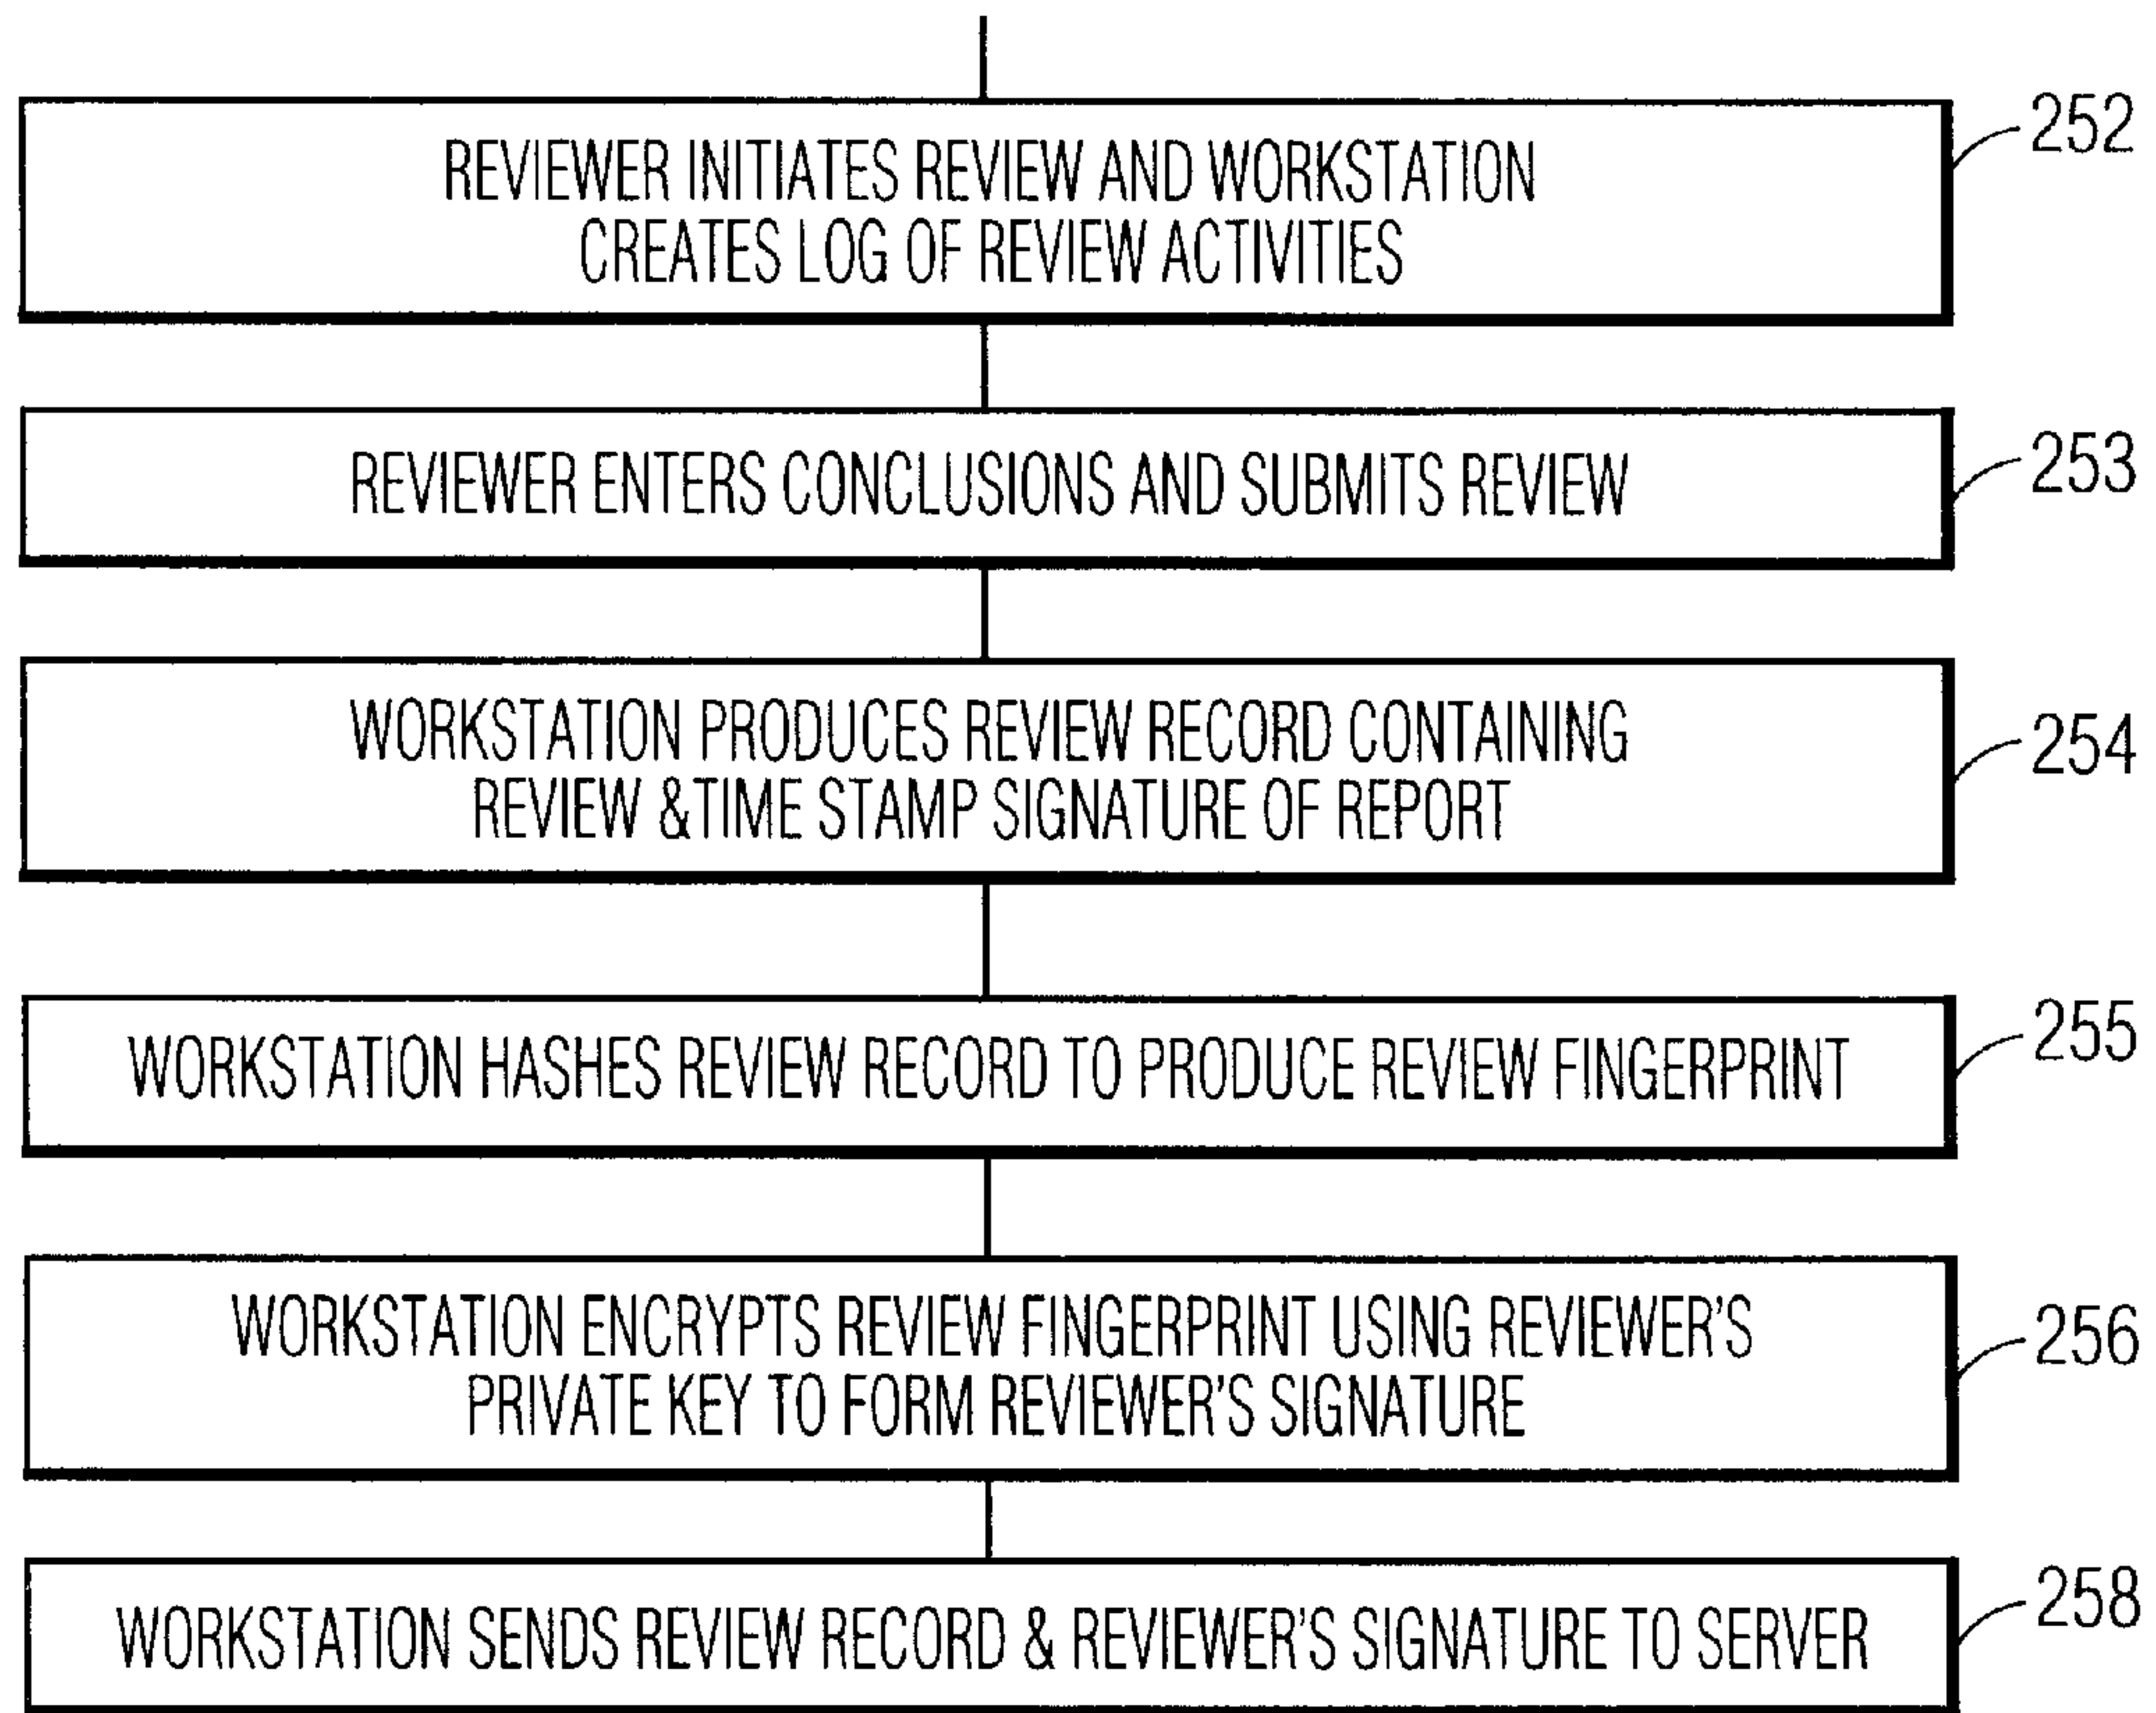 REVIEWER INITIATES REVIEW AND WORKSTATION
CREATES LOG OF REVIEW ACTIVITIES
252
REVIEWER ENTERS CONCLUSIONS AND SUBMITS REVIEW
253
WORKSTATION PRODUCES REVIEW RECORD CONTAINING
REVIEW &TIME STAMP SIGNATURE OF REPORT
254
WORKSTATION HASHES REVIEW RECORD TO PRODUCE REVIEW FINGERPRINT
255
WORKSTATION ENCRYPTS REVIEW FINGERPRINT USING REVIEWER'S
PRIVATE KEY TO FORM REVIEWER'S SIGNATURE
256
WORKSTATION SENDS REVIEW RECORD & REVIEWER'S SIGNATURE TO SERVER
258